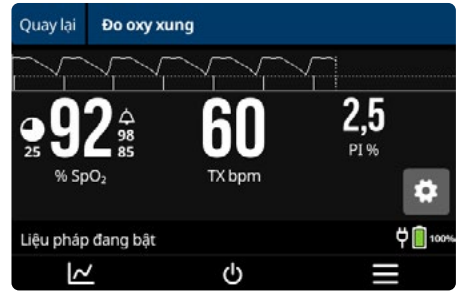 Quay lại Đo oxy xung
92 98 60 2,5
25 85 PI %
% SpO₂ TX bpm
Liệu pháp đang bật 100%